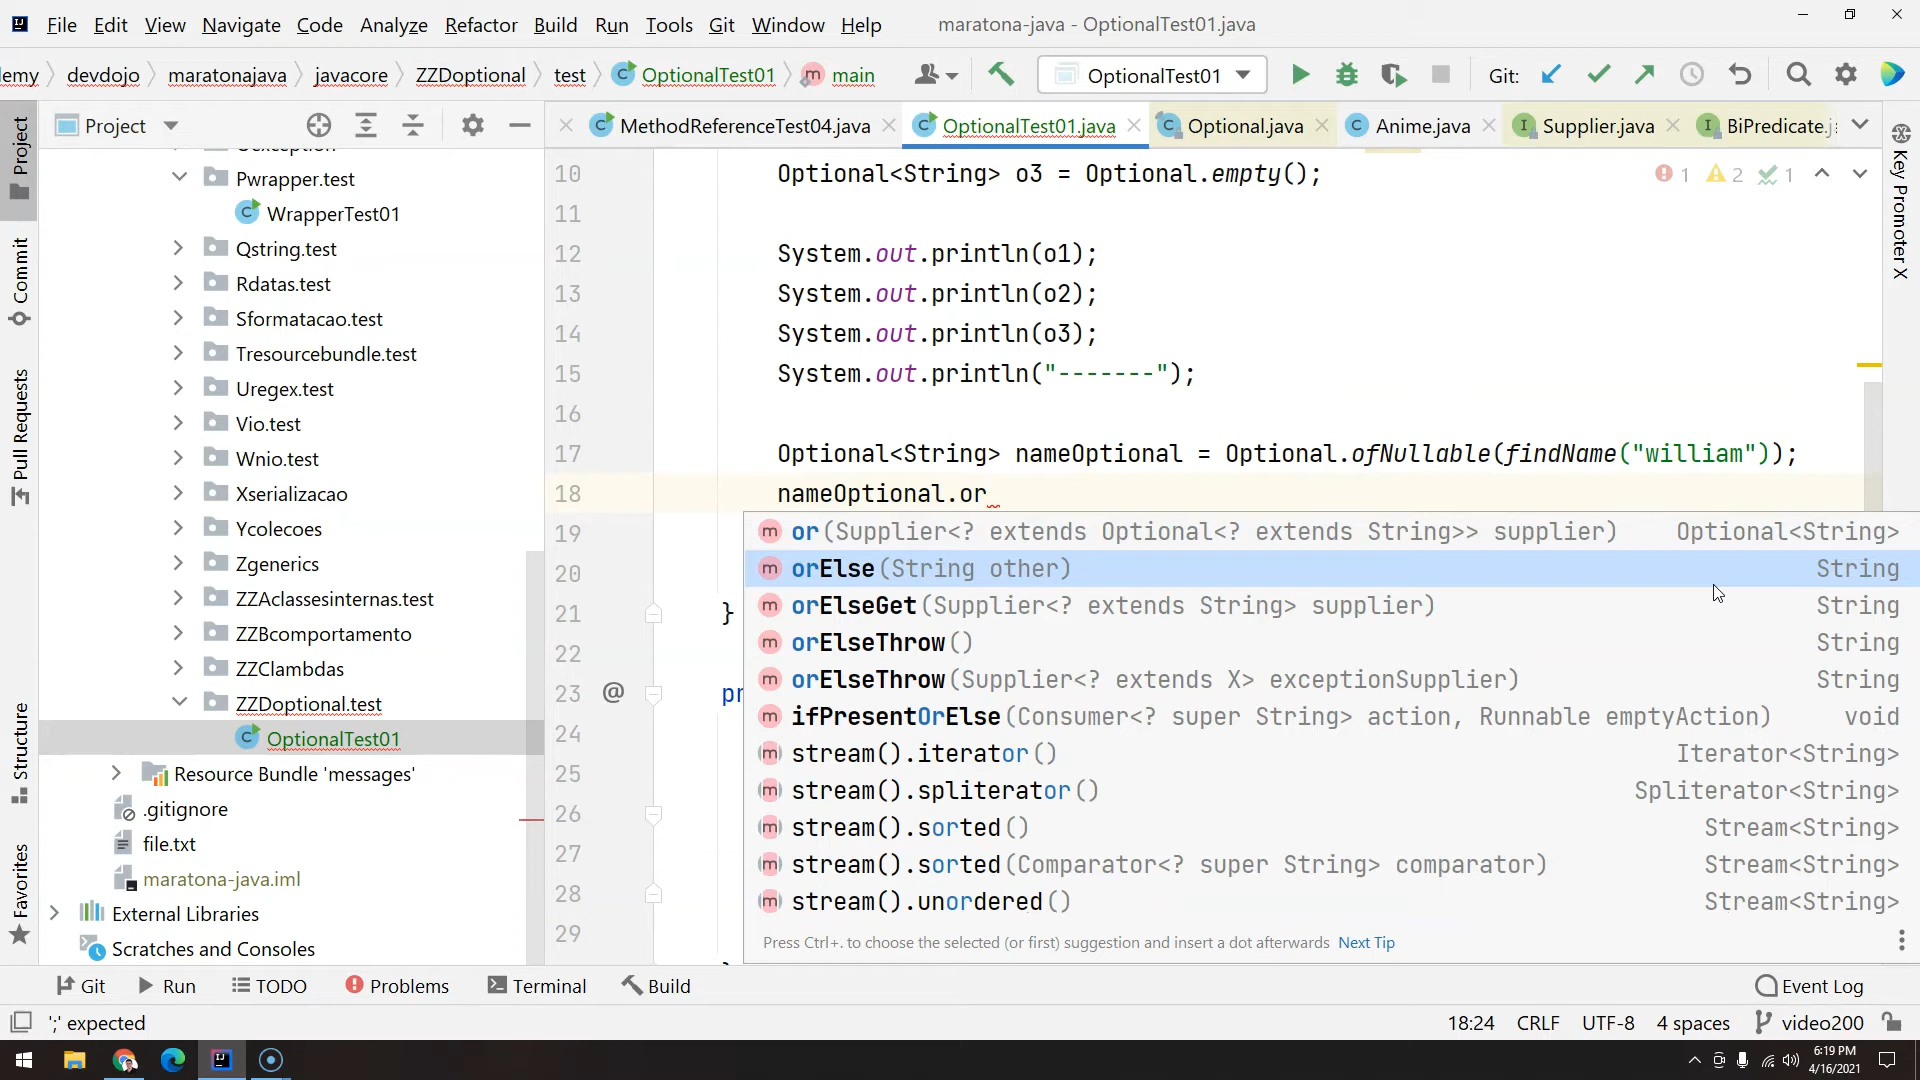 File Edit View Navigate Code Analyze Refactor Build Run Tools Git Window Help maratona-java - OptionalTest01.java
demy devdojo maratonajava javacore ZZDoptional test OptionalTest01 main OptionalTest01 Git:
Project MethodReferenceTest04.java OptionalTest01.java Optional.java Anime.java Supplier.java BiPredicate.j
Project
Commit
Pull Requests
Structure
Favorites
Key Promoter X
Pwrapper.test
WrapperTest01
Qstring.test
Rdatas.test
Sformatacao.test
Tresourcebundle.test
Uregex.test
Vio.test
Wnio.test
Xserializacao
Ycolecoes
Zgenerics
ZZAclassesinternas.test
ZZBcomportamento
ZZClambdas
ZZDoptional.test
OptionalTest01
Resource Bundle 'messages'
.gitignore
file.txt
maratona-java.iml
External Libraries
Scratches and Consoles
1 2 1
10 Optional<String> o3 = Optional.empty();
11
12 System.out.println(o1);
13 System.out.println(o2);
14 System.out.println(o3);
15 System.out.println("-------");
16
17 Optional<String> nameOptional = Optional.ofNullable(findName("william"));
18 nameOptional.or
19
20
21 }
22
23 @ pr
24
25
26
27
28
29
or(Supplier<? extends Optional<? extends String>> supplier) Optional<String>
orElse(String other) String
orElseGet(Supplier<? extends String> supplier) String
orElseThrow() String
orElseThrow(Supplier<? extends X> exceptionSupplier) String
ifPresentOrElse(Consumer<? super String> action, Runnable emptyAction) void
stream().iterator() Iterator<String>
stream().spliterator() Spliterator<String>
stream().sorted() Stream<String>
stream().sorted(Comparator<? super String> comparator) Stream<String>
stream().unordered() Stream<String>
Press Ctrl+. to choose the selected (or first) suggestion and insert a dot afterwards Next Tip
Git Run TODO Problems Terminal Build Event Log
';' expected 18:24 CRLF UTF-8 4 spaces video200
6:19 PM
4/16/2021